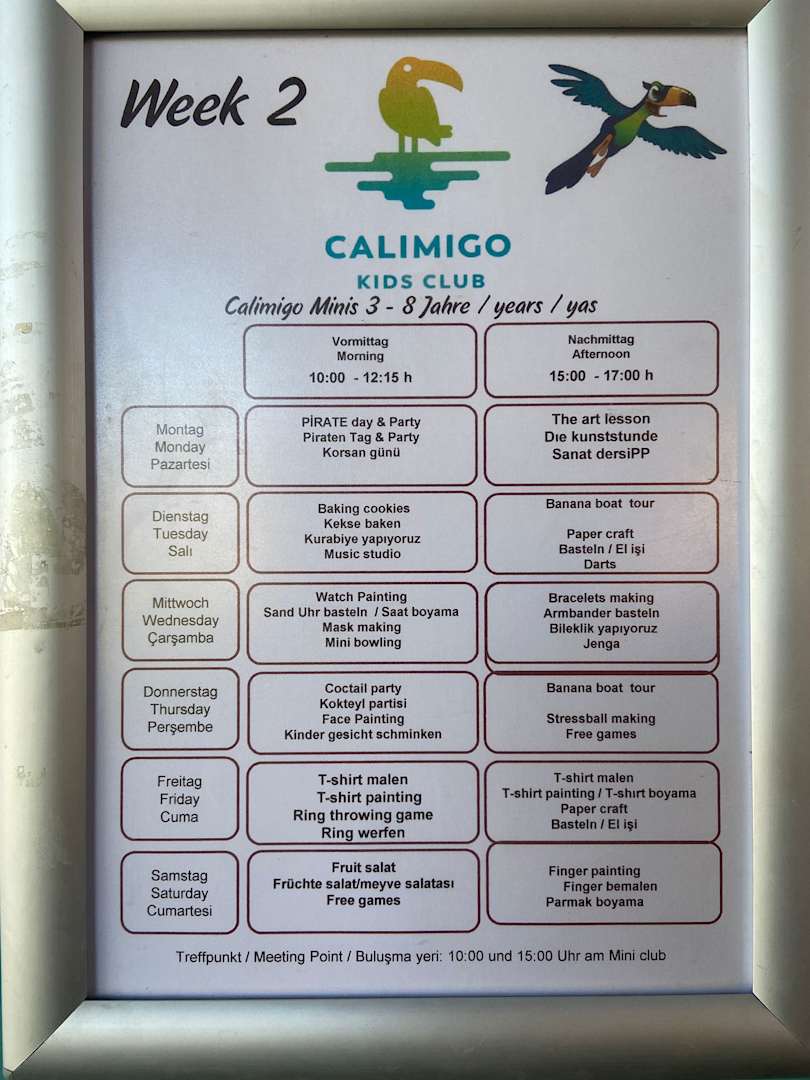 Week 2
CALIMIGO
KIDS CLUB
Calimigo Minis 3 - 8 Jahre / years / yas
Vormittag
Morning
10:00 - 12:15 h
Nachmittag
Afternoon
15:00 - 17:00 h
Montag
Monday
Pazartesi
PİRATE day & Party
Piraten Tag & Party
Korsan günü
The art lesson
Dıe kunststunde
Sanat dersiPP
Dienstag
Tuesday
Salı
Baking cookies
Kekse baken
Kurabiye yapıyoruz
Music studio
Banana boat tour
Paper craft
Basteln / El işi
Darts
Mittwoch
Wednesday
Çarşamba
Watch Painting
Sand Uhr basteln / Saat boyama
Mask making
Mini bowling
Bracelets making
Armbander basteln
Bileklik yapıyoruz
Jenga
Donnerstag
Thursday
Perşembe
Coctail party
Kokteyl partisi
Face Painting
Kinder gesicht schminken
Banana boat tour
Stressball making
Free games
Freitag
Friday
Cuma
T-shirt malen
T-shirt painting
Ring throwing game
Ring werfen
T-shirt malen
T-shirt painting / T-shırt boyama
Paper craft
Basteln / El işi
Samstag
Saturday
Cumartesi
Fruit salat
Früchte salat/meyve salatası
Free games
Finger painting
Finger bemalen
Parmak boyama
Treffpunkt / Meeting Point / Buluşma yeri: 10:00 und 15:00 Uhr am Mini club